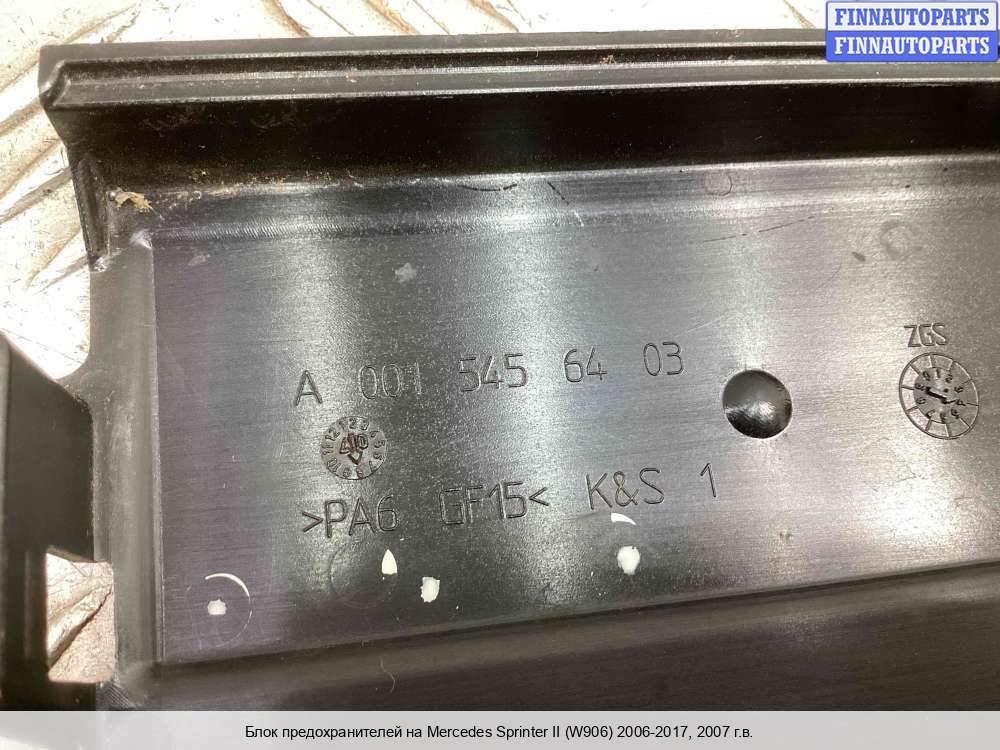 FINNAUTOPARTS
FINNAUTOPARTS
ZGS
A 001 545 64 03
>PA6 GF15< K&S 1
Блок предохранителей на Mercedes Sprinter II (W906) 2006-2017, 2007 г.в.